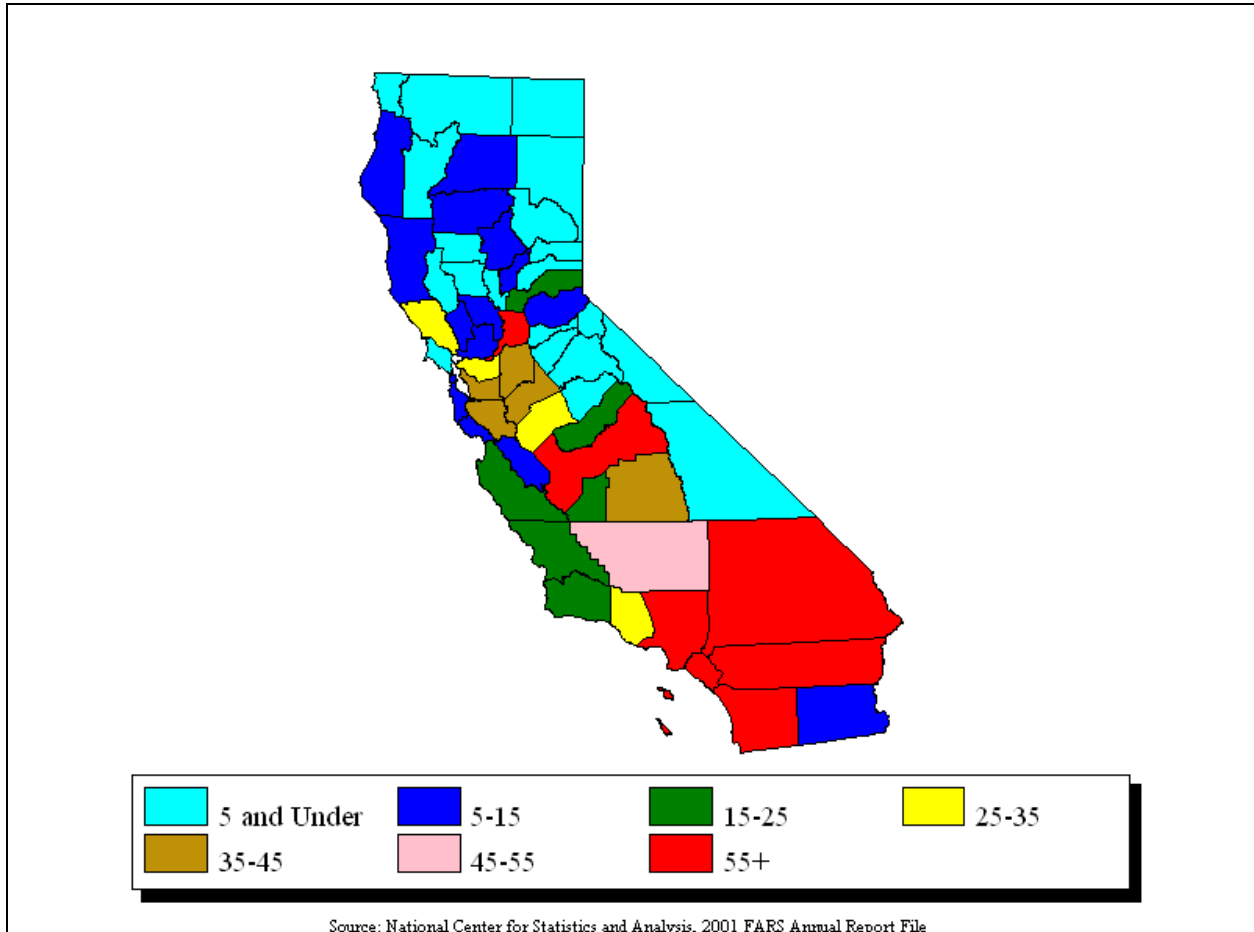 5 and Under 5-15 15-25 25-35
35-45 45-55 55+
Source: National Center for Statistics and Analysis, 2001 FARS Annual Report File